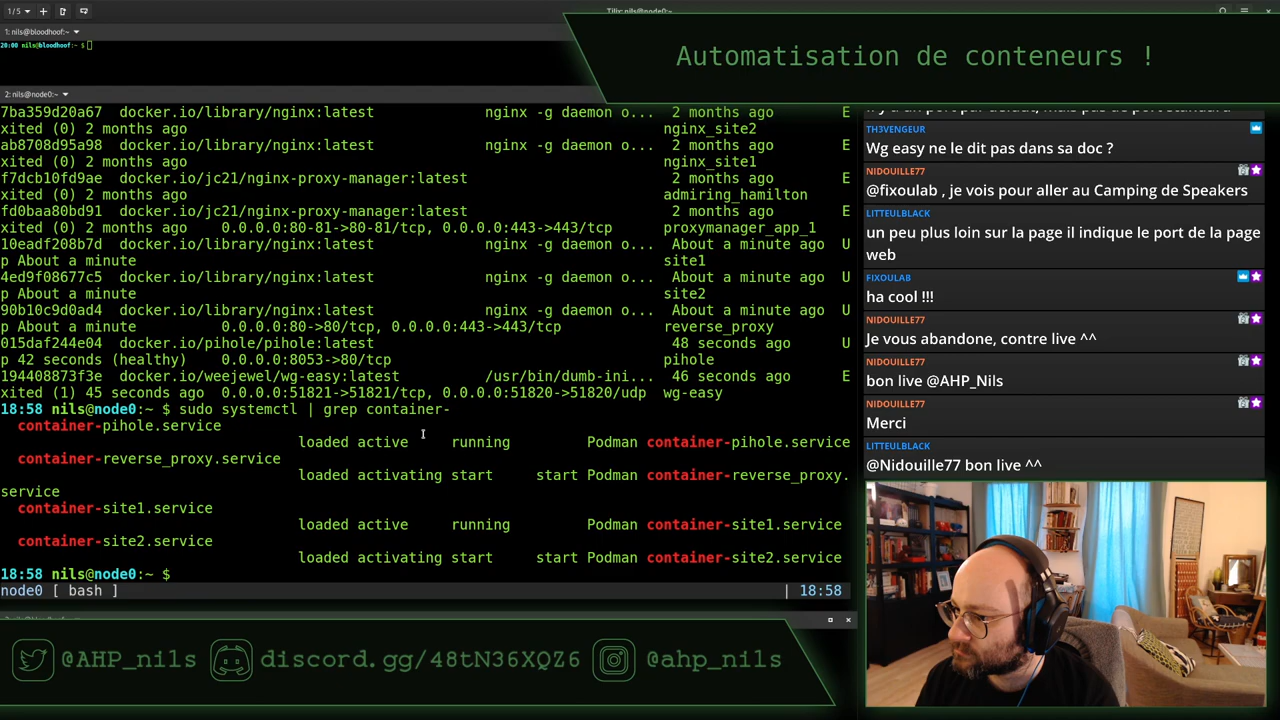 1 / 5
Tilix: nils@node0:~
1: nils@bloodhoof:~
20:00 nils@bloodhoof:~ $
Automatisation de conteneurs !
2: nils@node0:~
7ba359d20a67  docker.io/library/nginx:latest  nginx -g daemon o...  2 months ago  E
xited (0) 2 months ago  nginx_site2
ab8708d95a98  docker.io/library/nginx:latest  nginx -g daemon o...  2 months ago  E
xited (0) 2 months ago  nginx_site1
f7dcb10fd9ae  docker.io/jc21/nginx-proxy-manager:latest  2 months ago  E
xited (0) 2 months ago  admiring_hamilton
fd0baa80bd91  docker.io/jc21/nginx-proxy-manager:latest  2 months ago  E
xited (0) 2 months ago  0.0.0.0:80-81->80-81/tcp, 0.0.0.0:443->443/tcp  proxymanager_app_1
10eadf208b7d  docker.io/library/nginx:latest  nginx -g daemon o...  About a minute ago  U
p About a minute  site1
4ed9f08677c5  docker.io/library/nginx:latest  nginx -g daemon o...  About a minute ago  U
p About a minute  site2
90b10c9d0ad4  docker.io/library/nginx:latest  nginx -g daemon o...  About a minute ago  U
p About a minute  0.0.0.0:80->80/tcp, 0.0.0.0:443->443/tcp  reverse_proxy
015daf244e04  docker.io/pihole/pihole:latest  48 seconds ago  U
p 42 seconds (healthy)  0.0.0.0:8053->80/tcp  pihole
194408873f3e  docker.io/weejewel/wg-easy:latest  /usr/bin/dumb-ini...  46 seconds ago  E
xited (1) 45 seconds ago  0.0.0.0:51821->51821/tcp, 0.0.0.0:51820->51820/udp  wg-easy
18:58 nils@node0:~ $ sudo systemctl | grep container-
container-pihole.service
loaded active running Podman container-pihole.service
container-reverse_proxy.service
loaded activating start start Podman container-reverse_proxy.
service
container-site1.service
loaded active running Podman container-site1.service
container-site2.service
loaded activating start start Podman container-site2.service
18:58 nils@node0:~ $
node0 [ bash ] | 18:58
TH3VENGEUR
Wg easy ne le dit pas dans sa doc ?
NIDOUILLE77
@fixoulab , je vois pour aller au Camping de Speakers
LITTEULBLACK
un peu plus loin sur la page il indique le port de la page
web
FIXOULAB
ha cool !!!
NIDOUILLE77
Je vous abandone, contre live ^^
NIDOUILLE77
bon live @AHP_Nils
NIDOUILLE77
Merci
LITTEULBLACK
@Nidouille77 bon live ^^
@AHP_nils
discord.gg/48tN36XQZ6
@ahp_nils